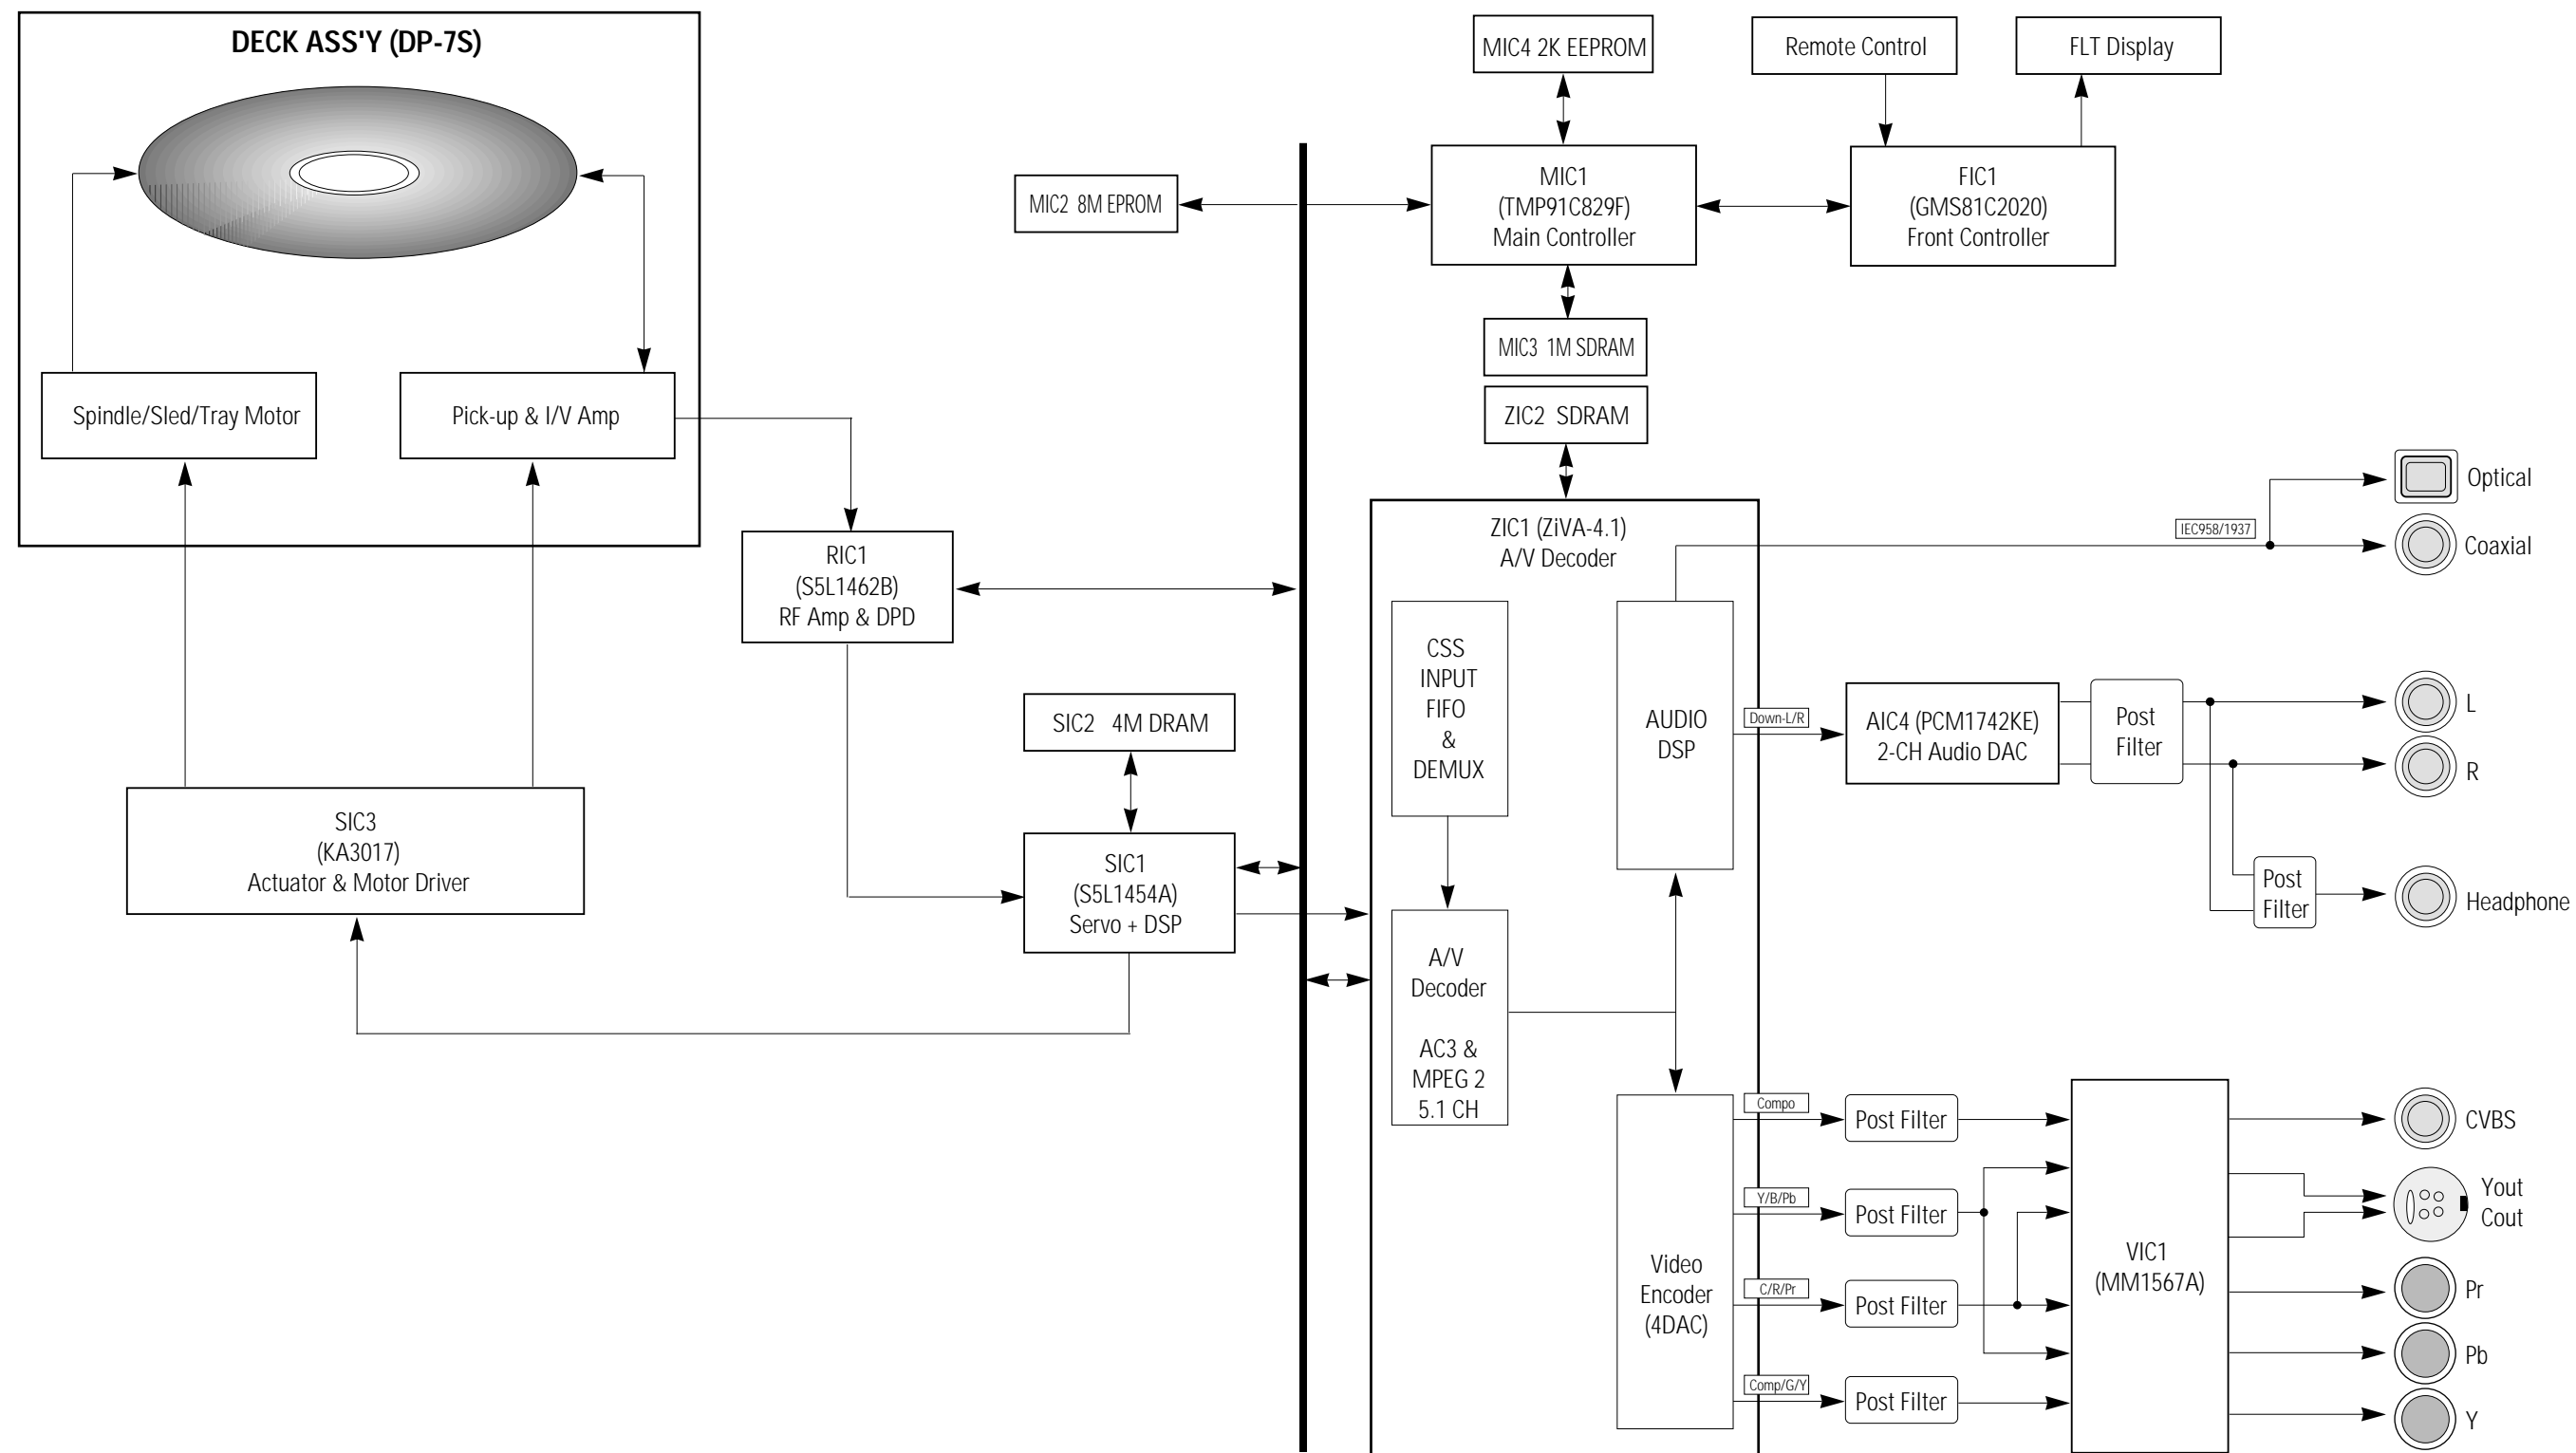 DECK ASS'Y (DP-7S)
Spindle/Sled/Tray Motor
Pick-up & I/V Amp
SIC3
(KA3017)
Actuator & Motor Driver
RIC1
(S5L1462B)
RF Amp & DPD
SIC2 4M DRAM
SIC1
(S5L1454A)
Servo + DSP
MIC2 8M EPROM
MIC4 2K EEPROM
Remote Control
FLT Display
MIC1
(TMP91C829F)
Main Controller
FIC1
(GMS81C2020)
Front Controller
MIC3 1M SDRAM
ZIC2 SDRAM
ZIC1 (ZiVA-4.1)
A/V Decoder
CSS
INPUT
FIFO
&
DEMUX
A/V
Decoder
AC3 &
MPEG 2
5.1 CH
AUDIO
DSP
Video
Encoder
(4DAC)
IEC958/1937
Optical
Coaxial
Down-L/R
AIC4 (PCM1742KE)
2-CH Audio DAC
Post
Filter
L
R
Post
Filter
Headphone
Compo
Post Filter
Y/B/Pb
Post Filter
C/R/Pr
Post Filter
Comp/G/Y
Post Filter
VIC1
(MM1567A)
CVBS
Yout
Cout
Pr
Pb
Y